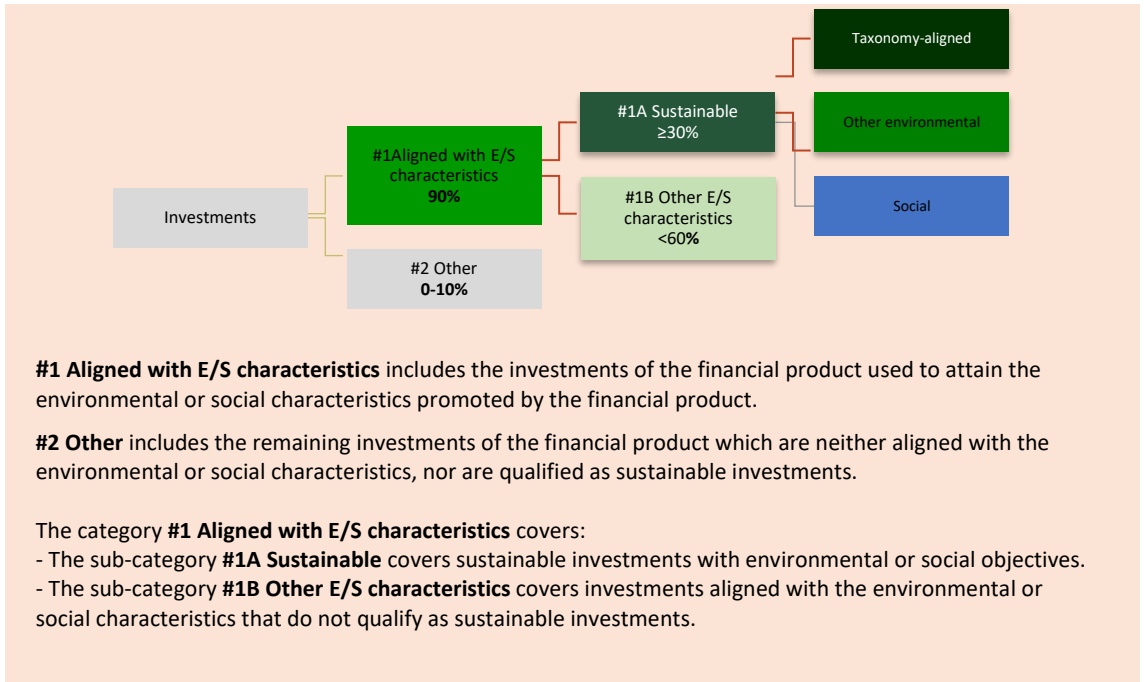 Taxonomy-aligned
#1A Sustainable
≥30%
Other environmental
#1Aligned with E/S
characteristics
90%
#1B Other E/S
characteristics
<60%
Social
Investments
#2 Other
0-10%
#1 Aligned with E/S characteristics includes the investments of the financial product used to attain the
environmental or social characteristics promoted by the financial product.
#2 Other includes the remaining investments of the financial product which are neither aligned with the
environmental or social characteristics, nor are qualified as sustainable investments.
The category #1 Aligned with E/S characteristics covers:
- The sub-category #1A Sustainable covers sustainable investments with environmental or social objectives.
- The sub-category #1B Other E/S characteristics covers investments aligned with the environmental or
social characteristics that do not qualify as sustainable investments.